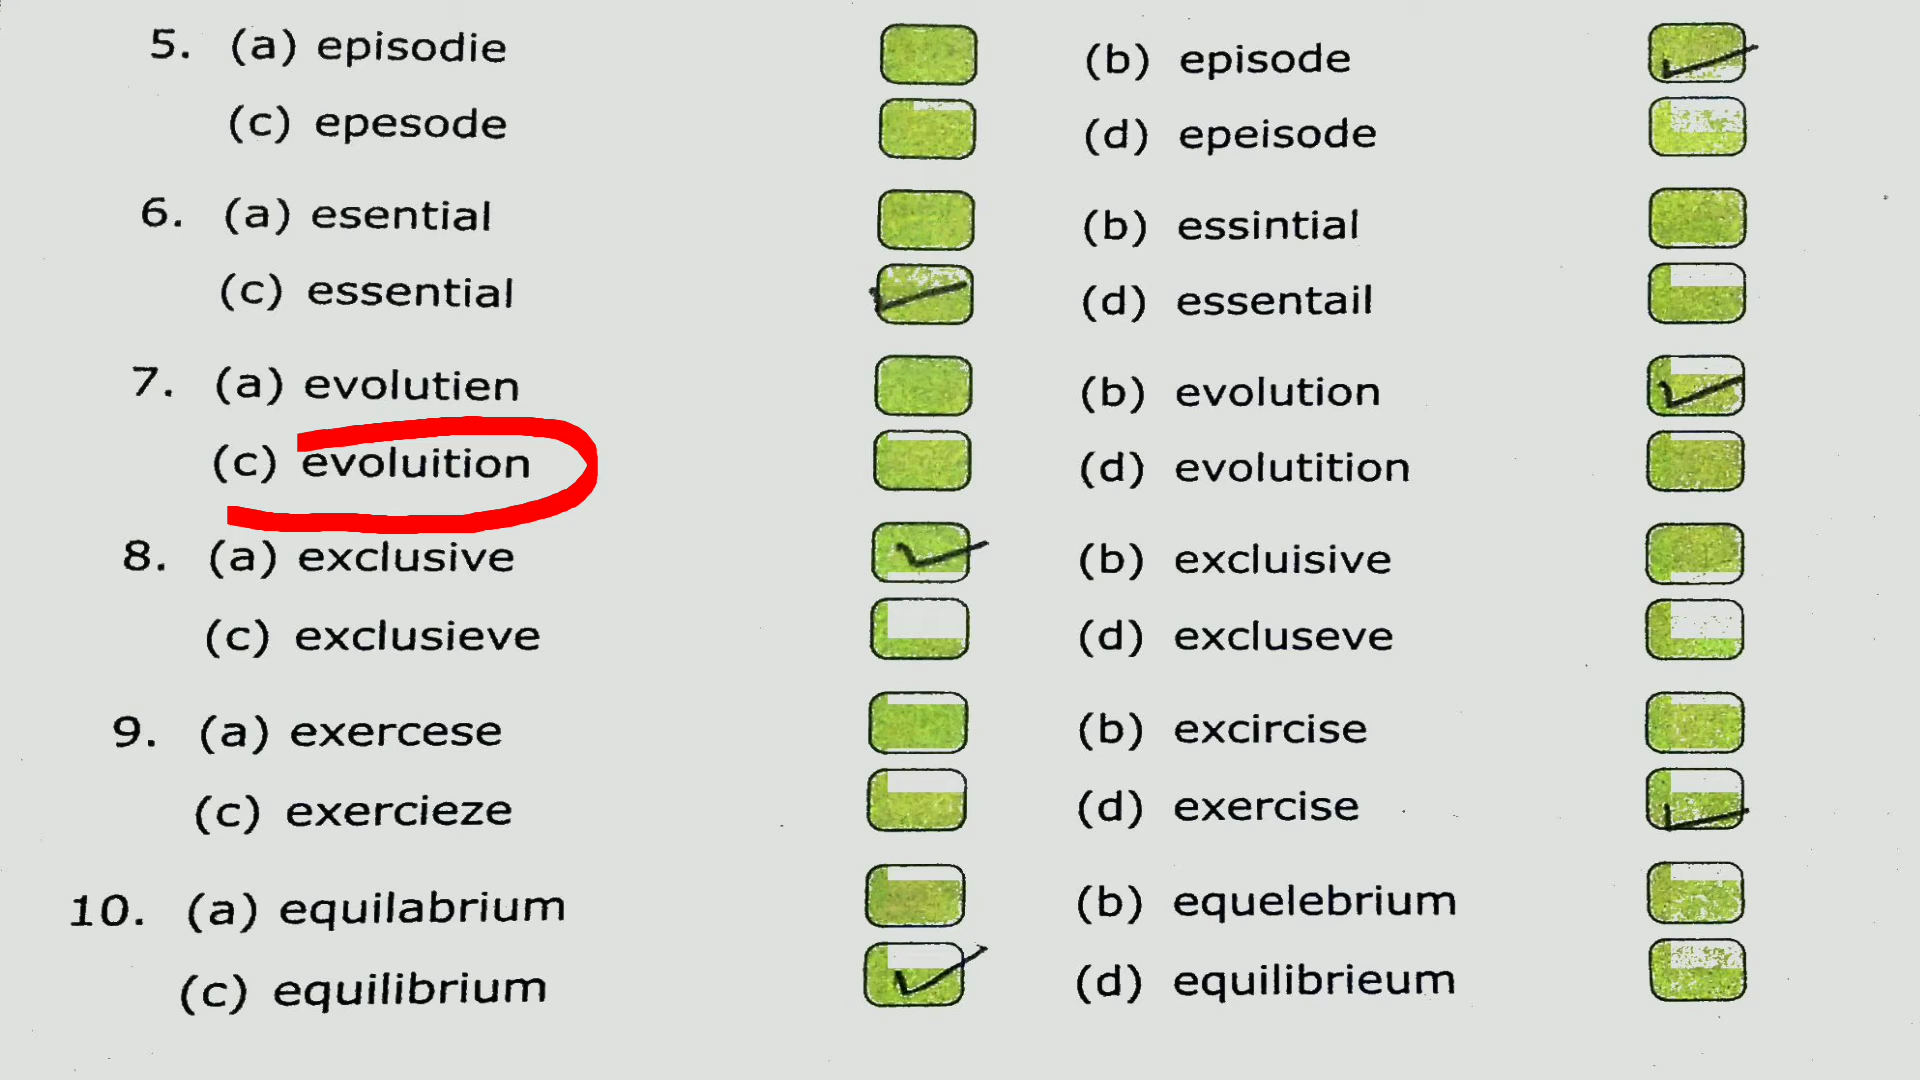 5. (a) episodie (b) episode
(c) epesode (d) epeisode
6. (a) esential (b) essintial
(c) essential (d) essentail
7. (a) evolutien (b) evolution
(c) evoluition (d) evolutition
8. (a) exclusive (b) excluisive
(c) exclusieve (d) excluseve
9. (a) exercese (b) excircise
(c) exercieze (d) exercise
10. (a) equilabrium (b) equelebrium
(c) equilibrium (d) equilibrieum